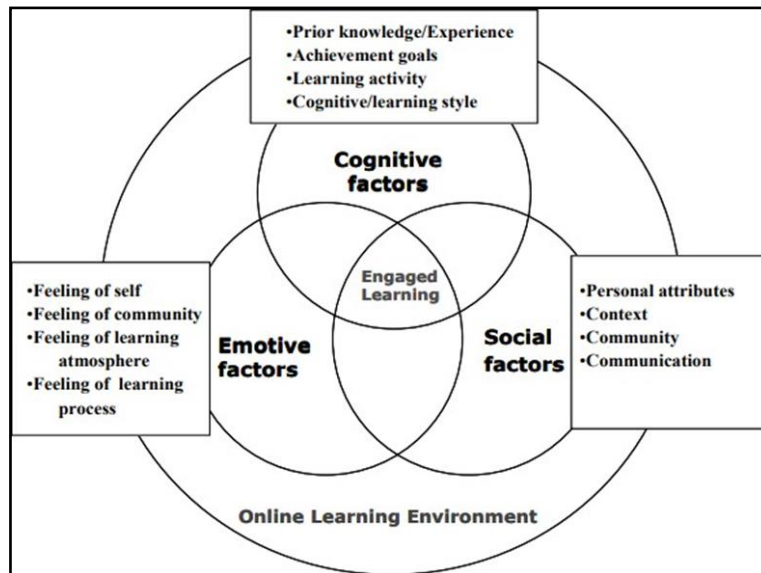 •Prior knowledge/Experience
•Achievement goals
•Learning activity
•Cognitive/learning style
Cognitive
factors
Engaged
Learning
•Feeling of self
•Feeling of community
•Feeling of learning
atmosphere
•Feeling of learning
process
Emotive
factors
Social
factors
•Personal attributes
•Context
•Community
•Communication
Online Learning Environment